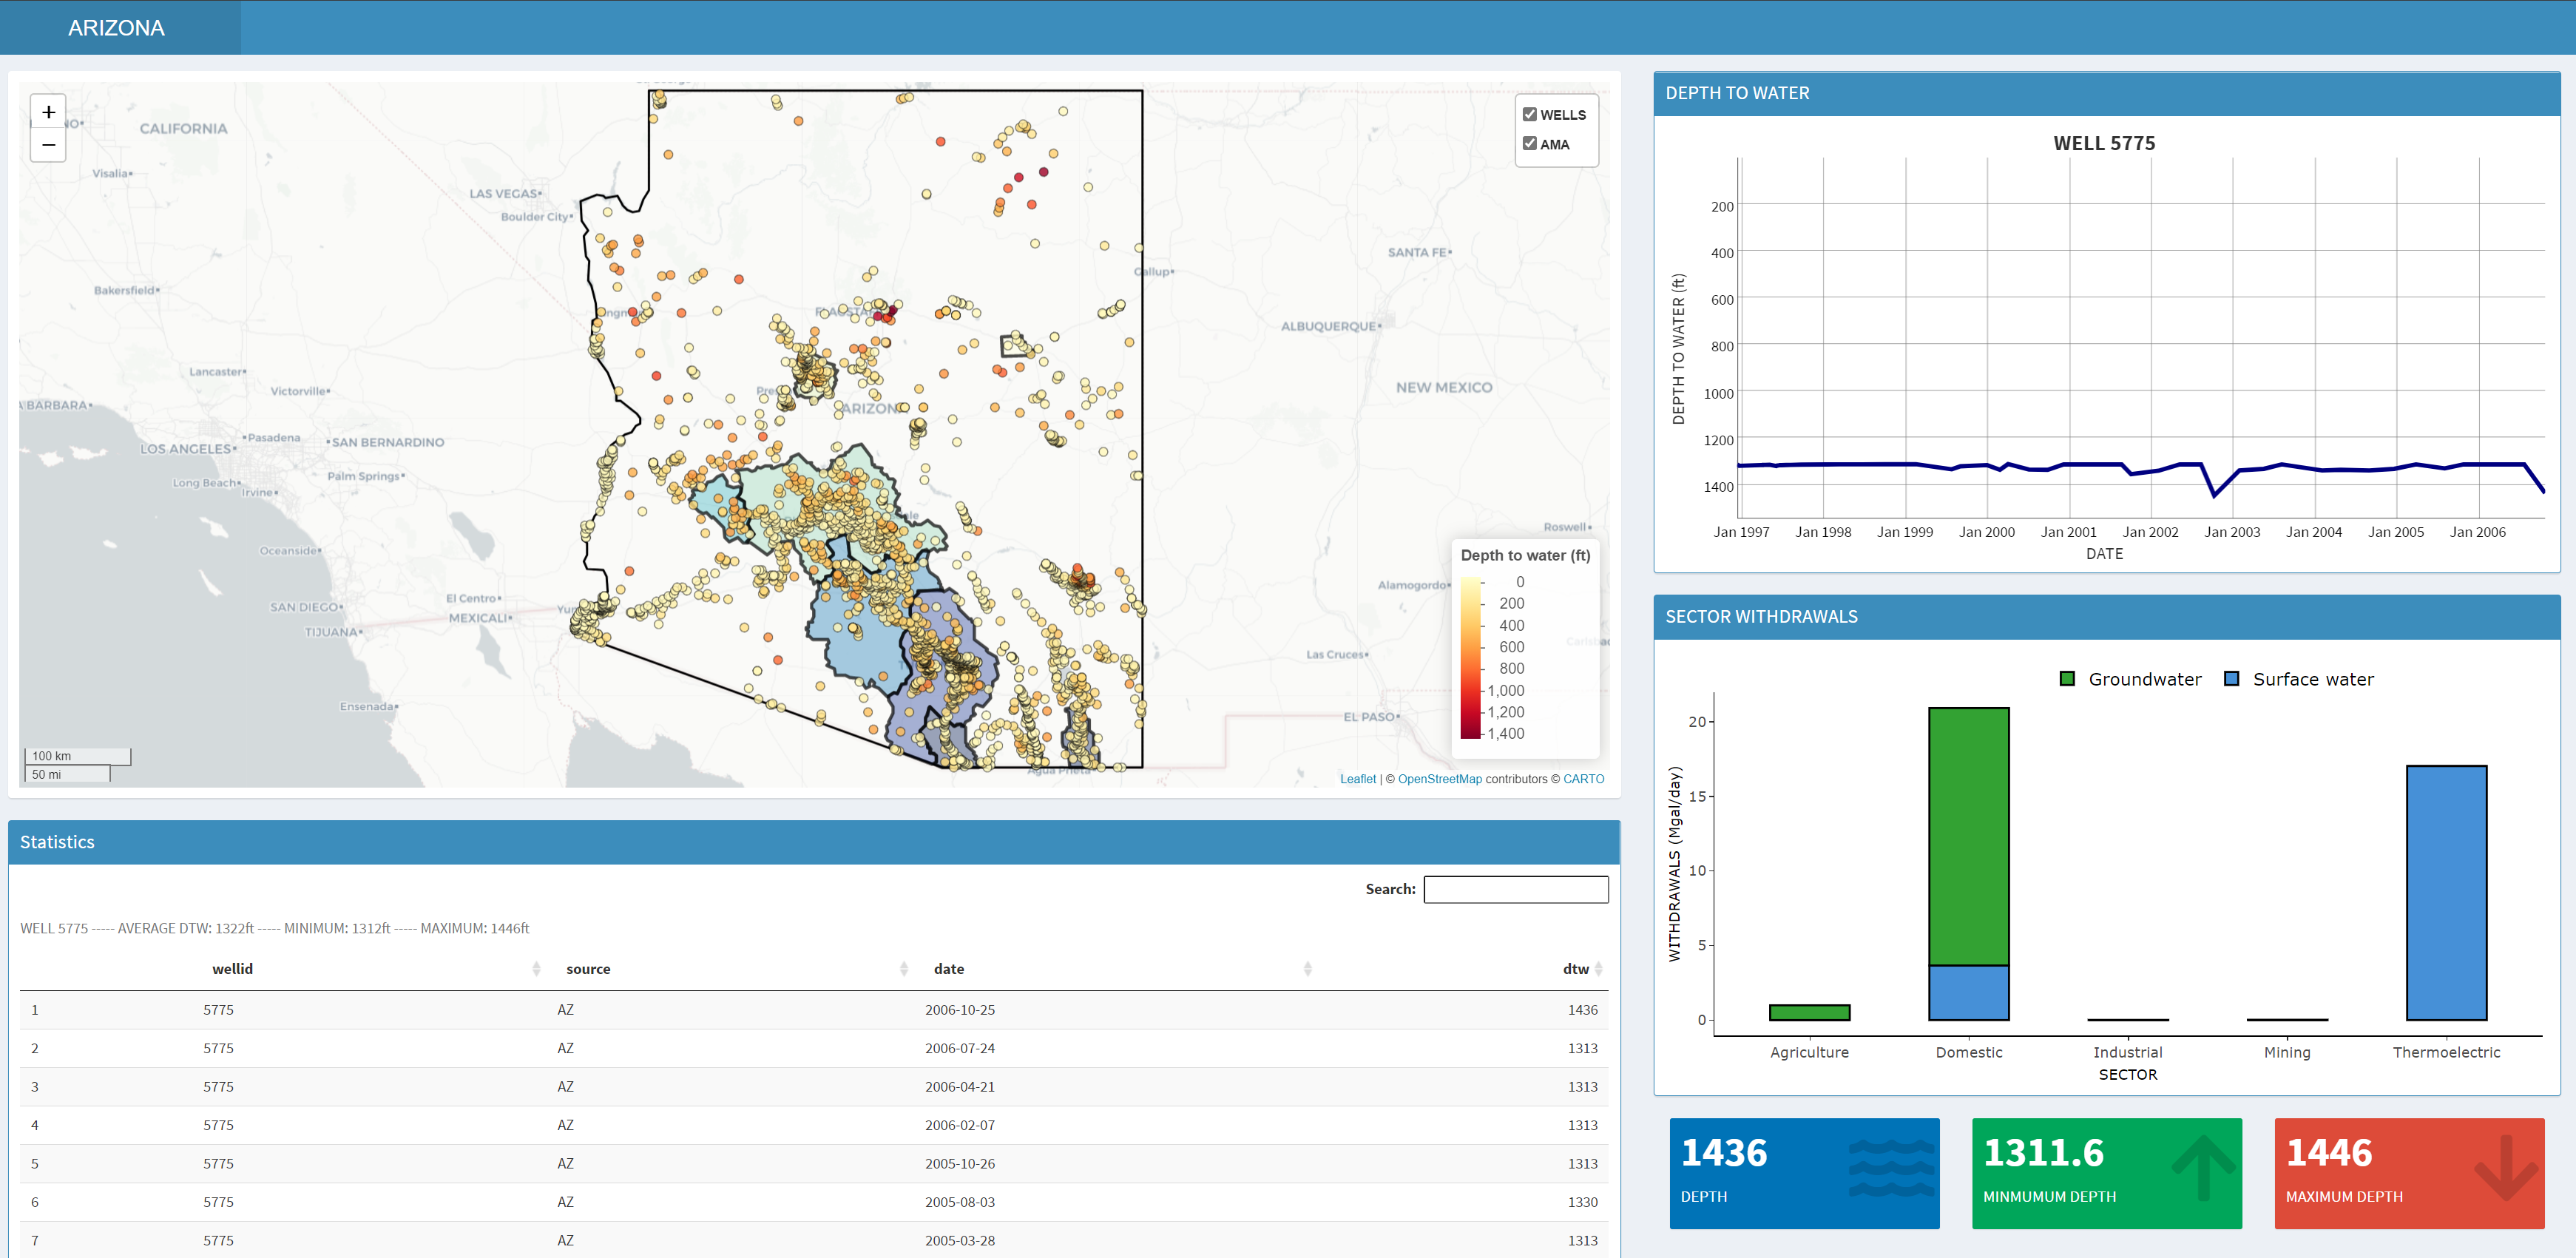 ARIZONA
+
−
CALIFORNIA
Visalia
LAS VEGAS
Boulder City
Bakersfield
Lancaster
Victorville
BARBARA
Pasadena
SAN BERNARDINO
LOS ANGELES
Palm Springs
Long Beach
Irvine
Oceanside
SAN DIEGO
El Centro
MEXICALI
TIJUANA
Ensenada
ARIZON
SANTA FE
Gallup
ALBUQUERQUE
NEW MEXICO
Roswell
Alamogordo
Las Cruces
EL PASO
Agua Prieta
WELLS
AMA
Depth to water (ft)
0
200
400
600
800
1,000
1,200
1,400
100 km
50 mi
Leaflet | © OpenStreetMap contributors © CARTO
DEPTH TO WATER
WELL 5775
DEPTH TO WATER (ft)
200
400
600
800
1000
1200
1400
Jan 1997 Jan 1998 Jan 1999 Jan 2000 Jan 2001 Jan 2002 Jan 2003 Jan 2004 Jan 2005 Jan 2006
DATE
SECTOR WITHDRAWALS
Groundwater Surface water
WITHDRAWALS (Mgal/day)
20
15
10
5
0
Agriculture Domestic Industrial Mining Thermoelectric
SECTOR
1436
DEPTH
1311.6
MINMUMUM DEPTH
1446
MAXIMUM DEPTH
Statistics
Search:
WELL 5775 ----- AVERAGE DTW: 1322ft ----- MINIMUM: 1312ft ----- MAXIMUM: 1446ft
wellid source date dtw
1 5775 AZ 2006-10-25 1436
2 5775 AZ 2006-07-24 1313
3 5775 AZ 2006-04-21 1313
4 5775 AZ 2006-02-07 1313
5 5775 AZ 2005-10-26 1313
6 5775 AZ 2005-08-03 1330
7 5775 AZ 2005-03-28 1313